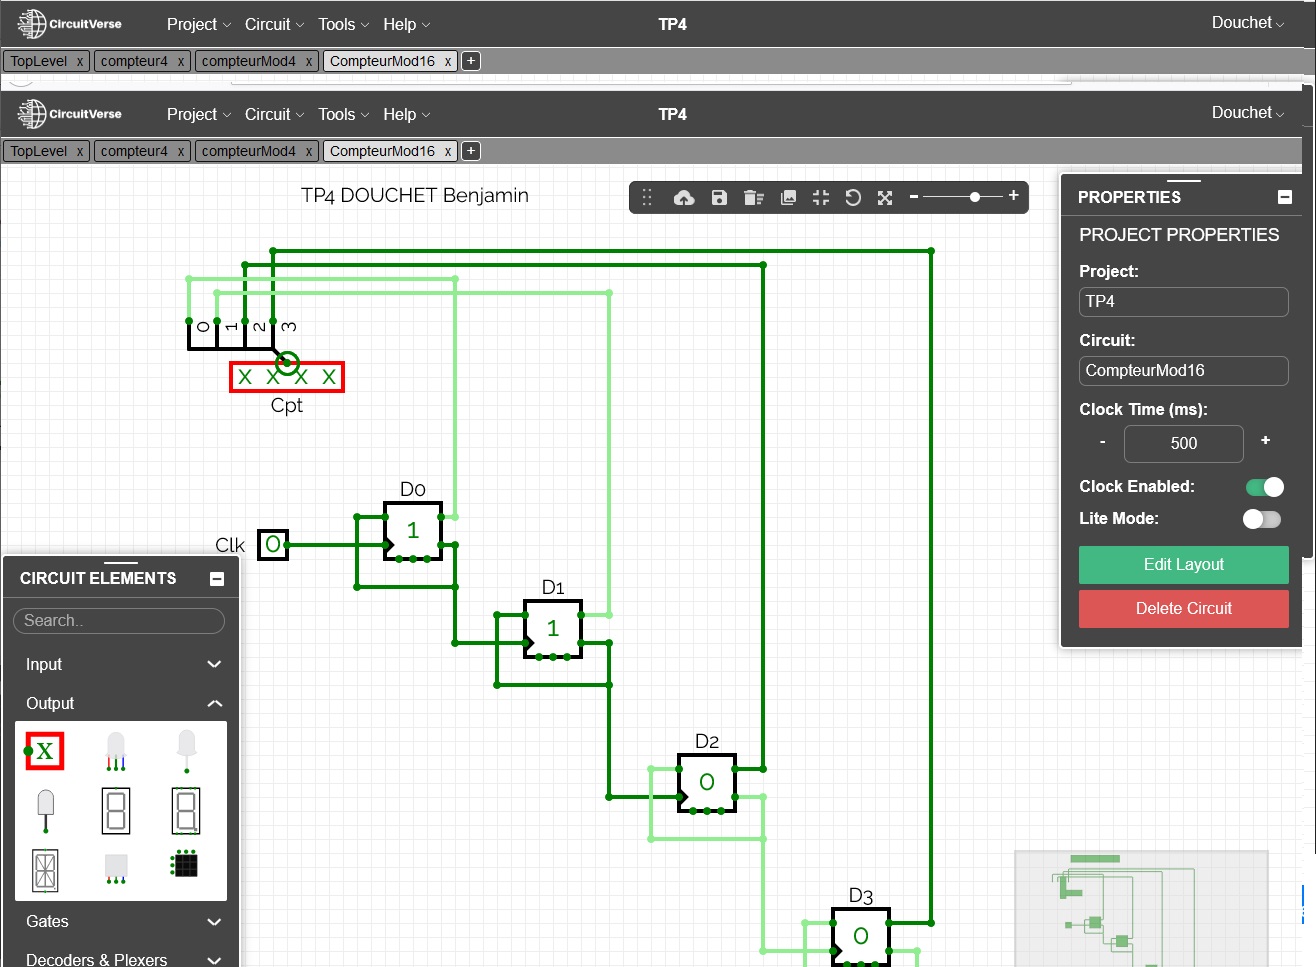 CircuitVerse Project Circuit Tools Help TP4 Douchet
TopLevel x compteur4 x compteurMod4 x CompteurMod16 x +
CircuitVerse Project Circuit Tools Help TP4 Douchet
TopLevel x compteur4 x compteurMod4 x CompteurMod16 x +
TP4 DOUCHET Benjamin
0 1 2 3
X X X X
Cpt
D0
1
Clk 0
D1
1
D2
0
D3
0
CIRCUIT ELEMENTS
Search..
Input
Output
X
Gates
Decoders & Plexers
PROPERTIES
PROJECT PROPERTIES
Project:
TP4
Circuit:
CompteurMod16
Clock Time (ms):
- 500 +
Clock Enabled:
Lite Mode:
Edit Layout
Delete Circuit